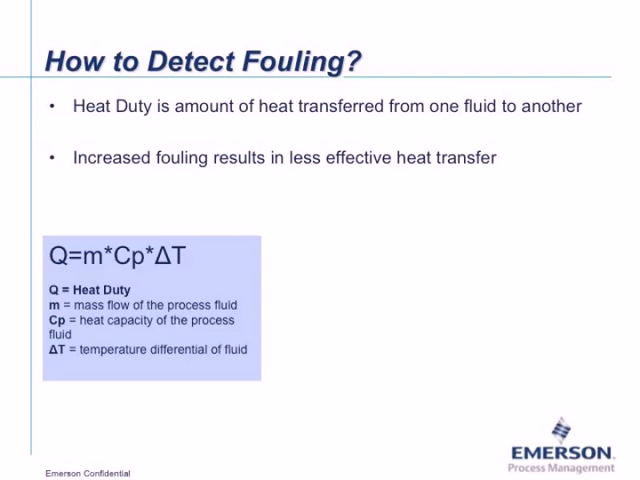 How to Detect Fouling?
• Heat Duty is amount of heat transferred from one fluid to another
• Increased fouling results in less effective heat transfer
Q=m*Cp*ΔT
Q = Heat Duty
m = mass flow of the process fluid
Cp = heat capacity of the process
fluid
ΔT = temperature differential of fluid
EMERSON.
Process Management
Emerson Confidential